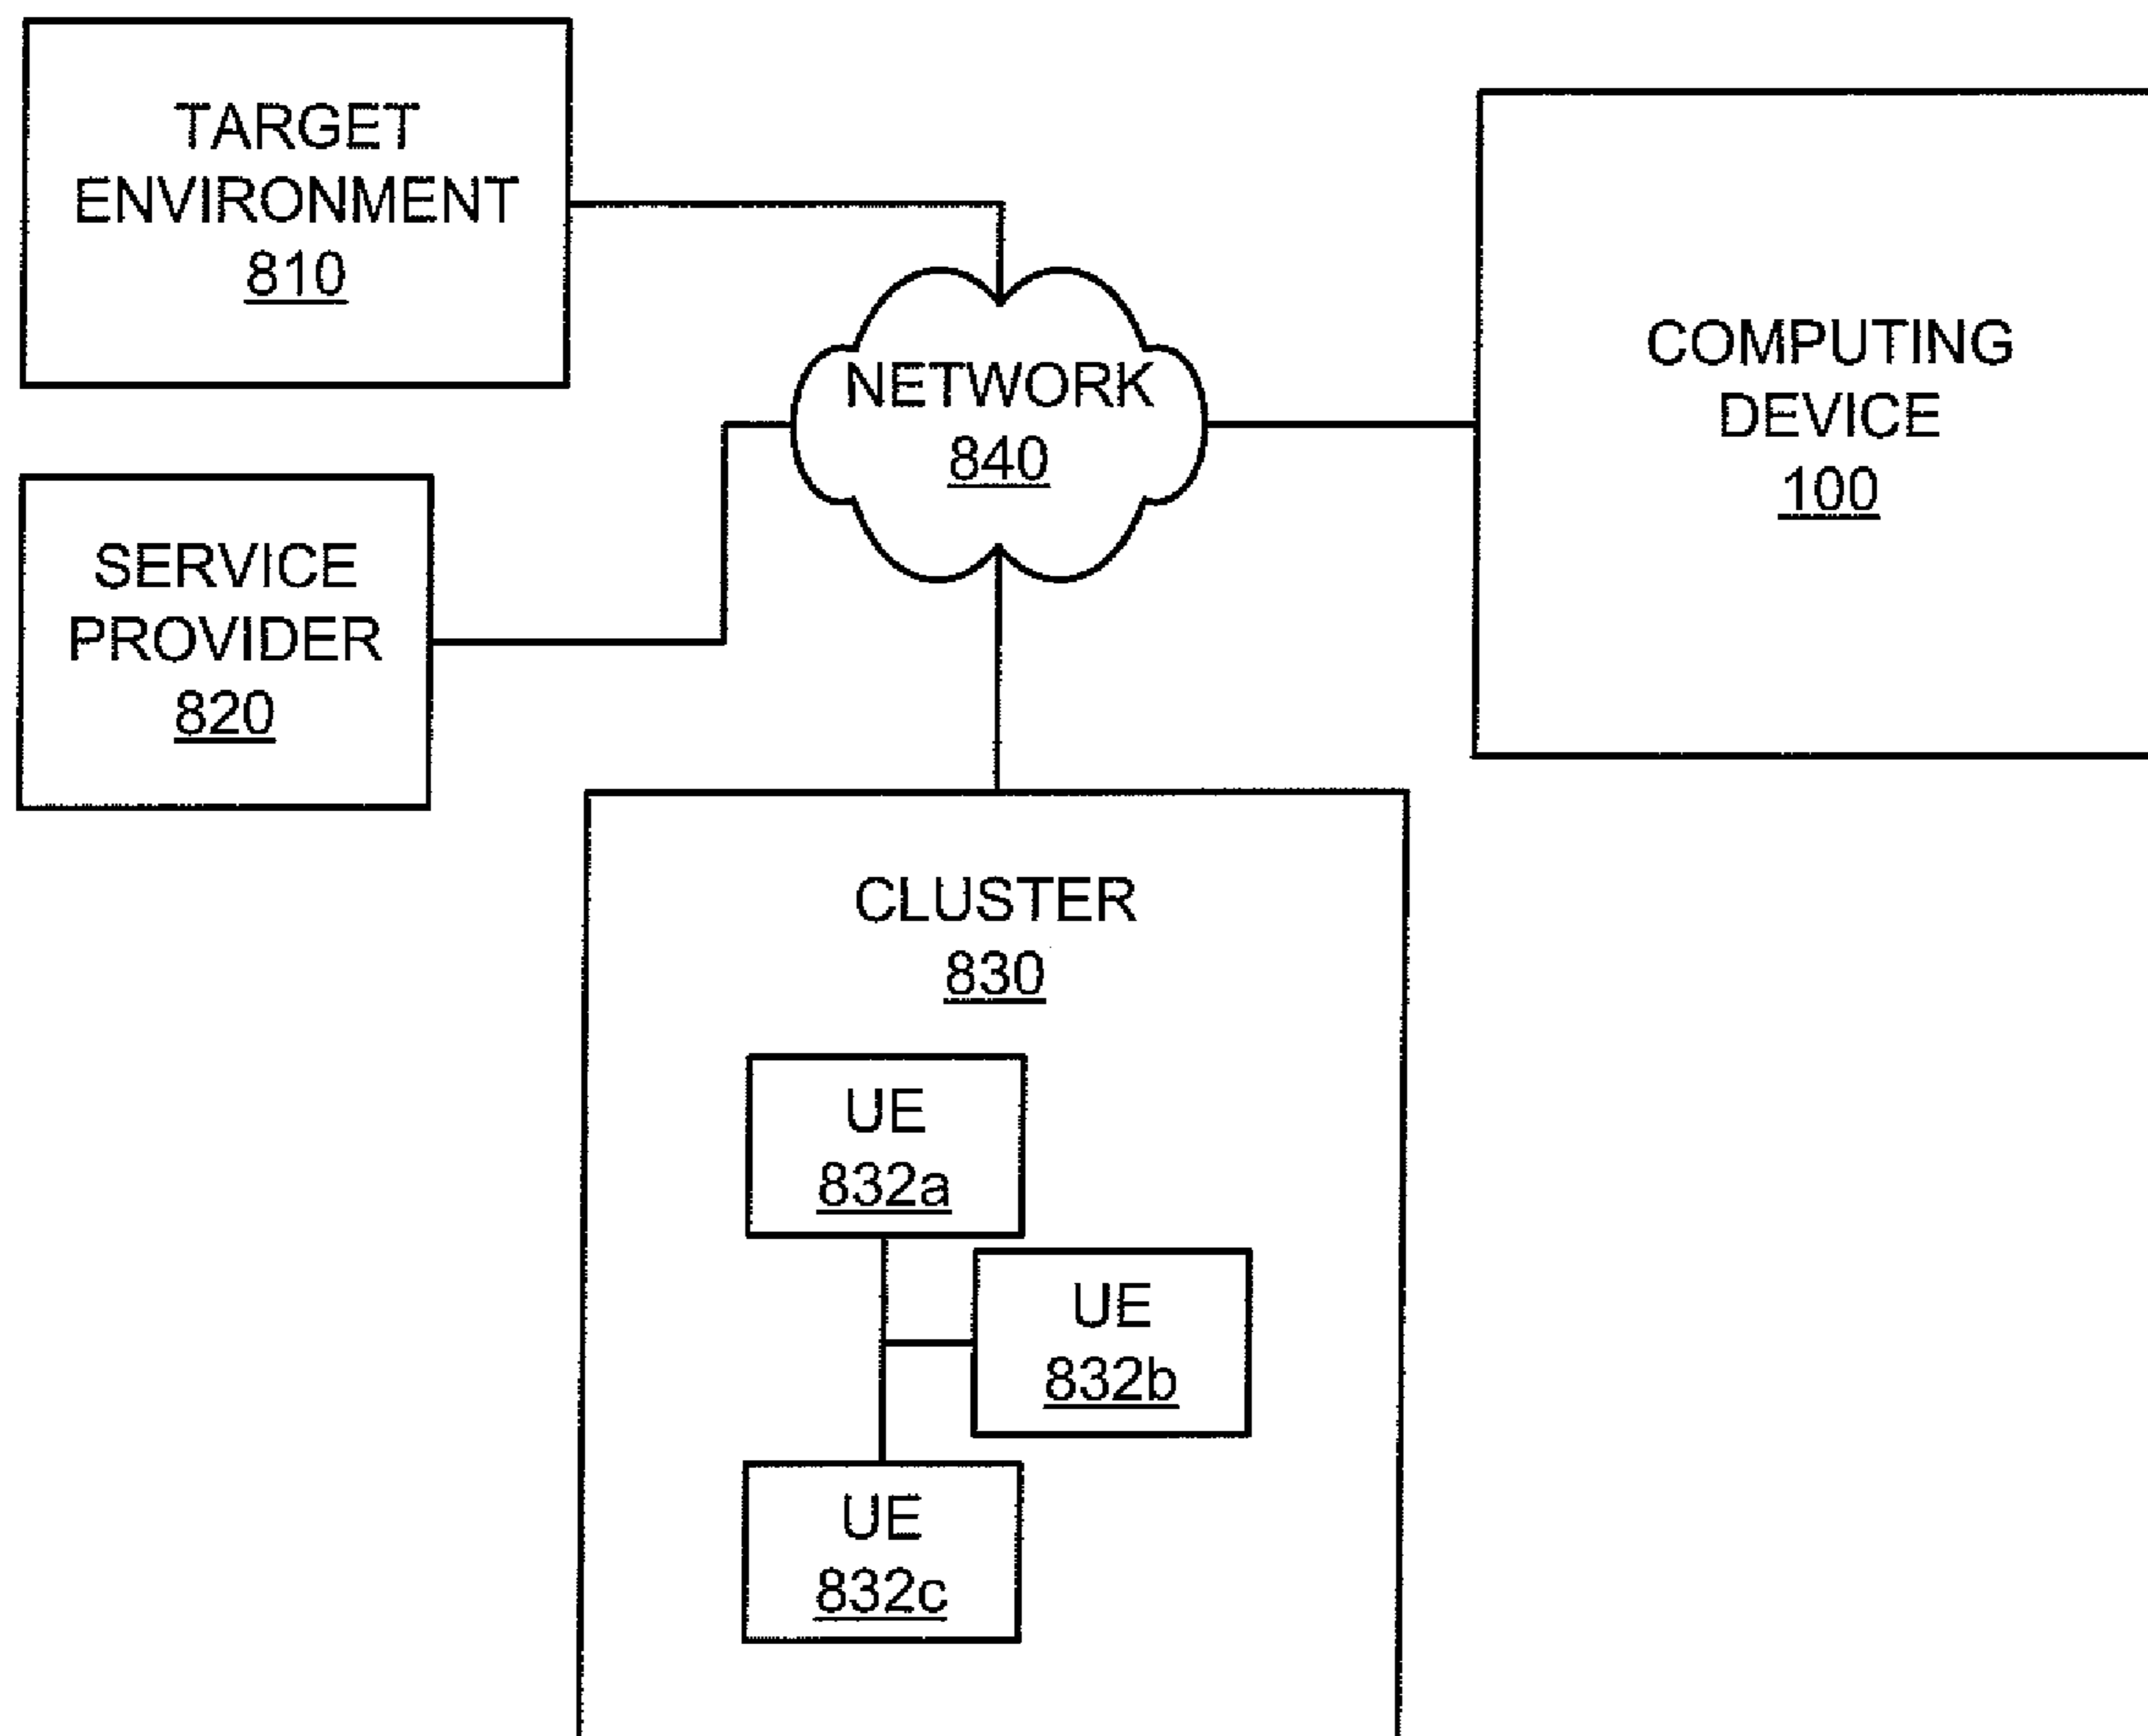 TARGET
ENVIRONMENT
810
NETWORK
840
COMPUTING
DEVICE
100
SERVICE
PROVIDER
820
CLUSTER
830
UE
832a
UE
832b
UE
832c